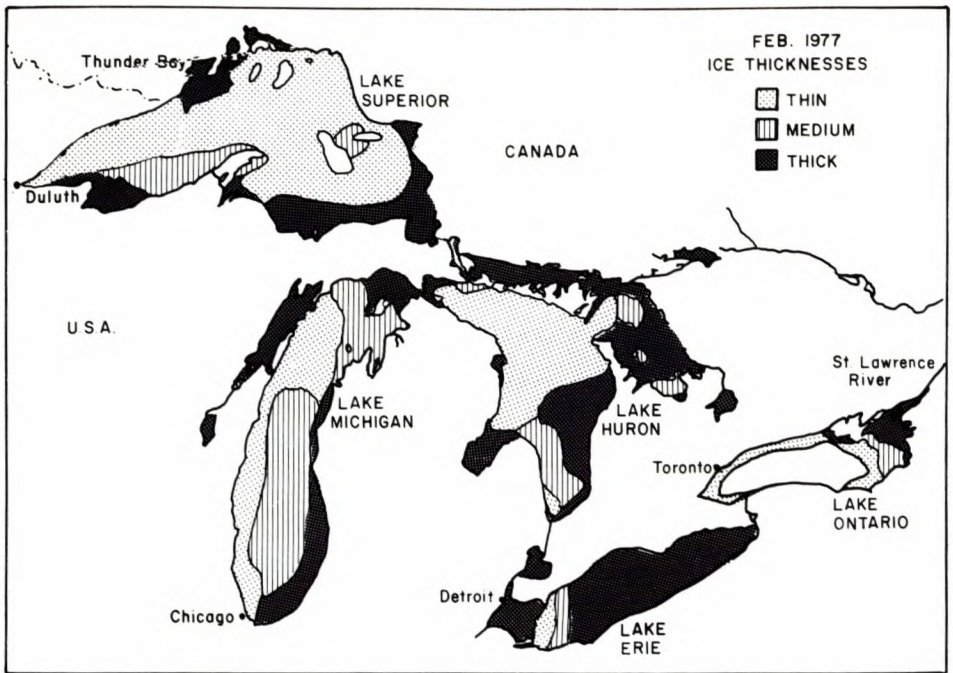 FEB. 1977
ICE THICKNESSES
THIN
MEDIUM
THICK
Thunder Bay
LAKE
SUPERIOR
CANADA
Duluth
U.S.A.
LAKE
MICHIGAN
LAKE
HURON
St. Lawrence
River
Toronto
LAKE
ONTARIO
Chicago
Detroit
LAKE
ERIE